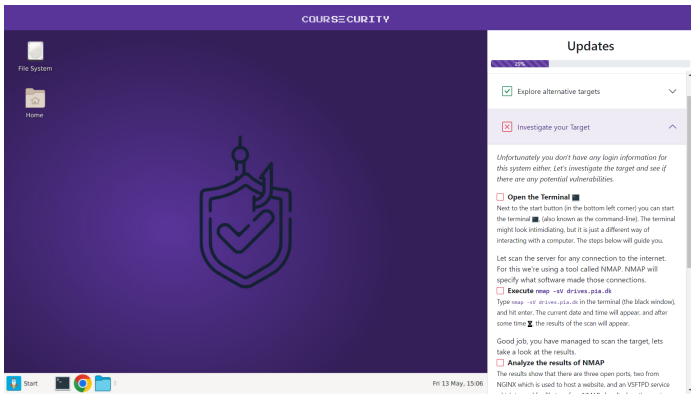 COURSECURITY
File System
Home
Start
Fri 13 May, 15:06
Updates
25%
Explore alternative targets
Investigate your Target
Unfortunately you don't have any login information for
this system either. Let's investigate the target and see if
there are any potential vulnerabilities.
Open the Terminal
Next to the start button (in the bottom left corner) you can start
the terminal , (also known as the command-line). The terminal
might look intimidiating, but it is just a different way of
interacting with a computer. The steps below will guide you.
Let scan the server for any connection to the internet.
For this we're using a tool called NMAP. NMAP will
specify what software made those connections.
Execute nmap -sV drives.pia.dk
Type nmap -sV drives.pia.dk in the terminal (the black window),
and hit enter. The current date and time will appear, and after
some time , the results of the scan will appear.
Good job, you have managed to scan the target, lets
take a look at the results.
Analyze the results of NMAP
The results show that there are three open ports, two from
NGINX which is used to host a website, and an VSFTPD service